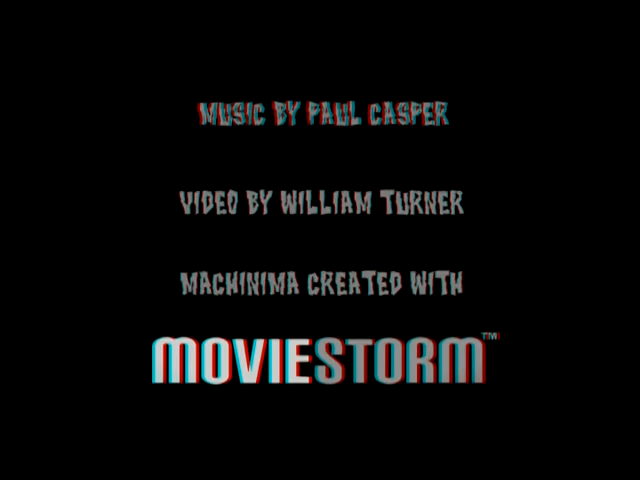 MUSIC BY PAUL CASPER
VIDEO BY WILLIAM TURNER
MACHINIMA CREATED WITH
MOVIESTORM™